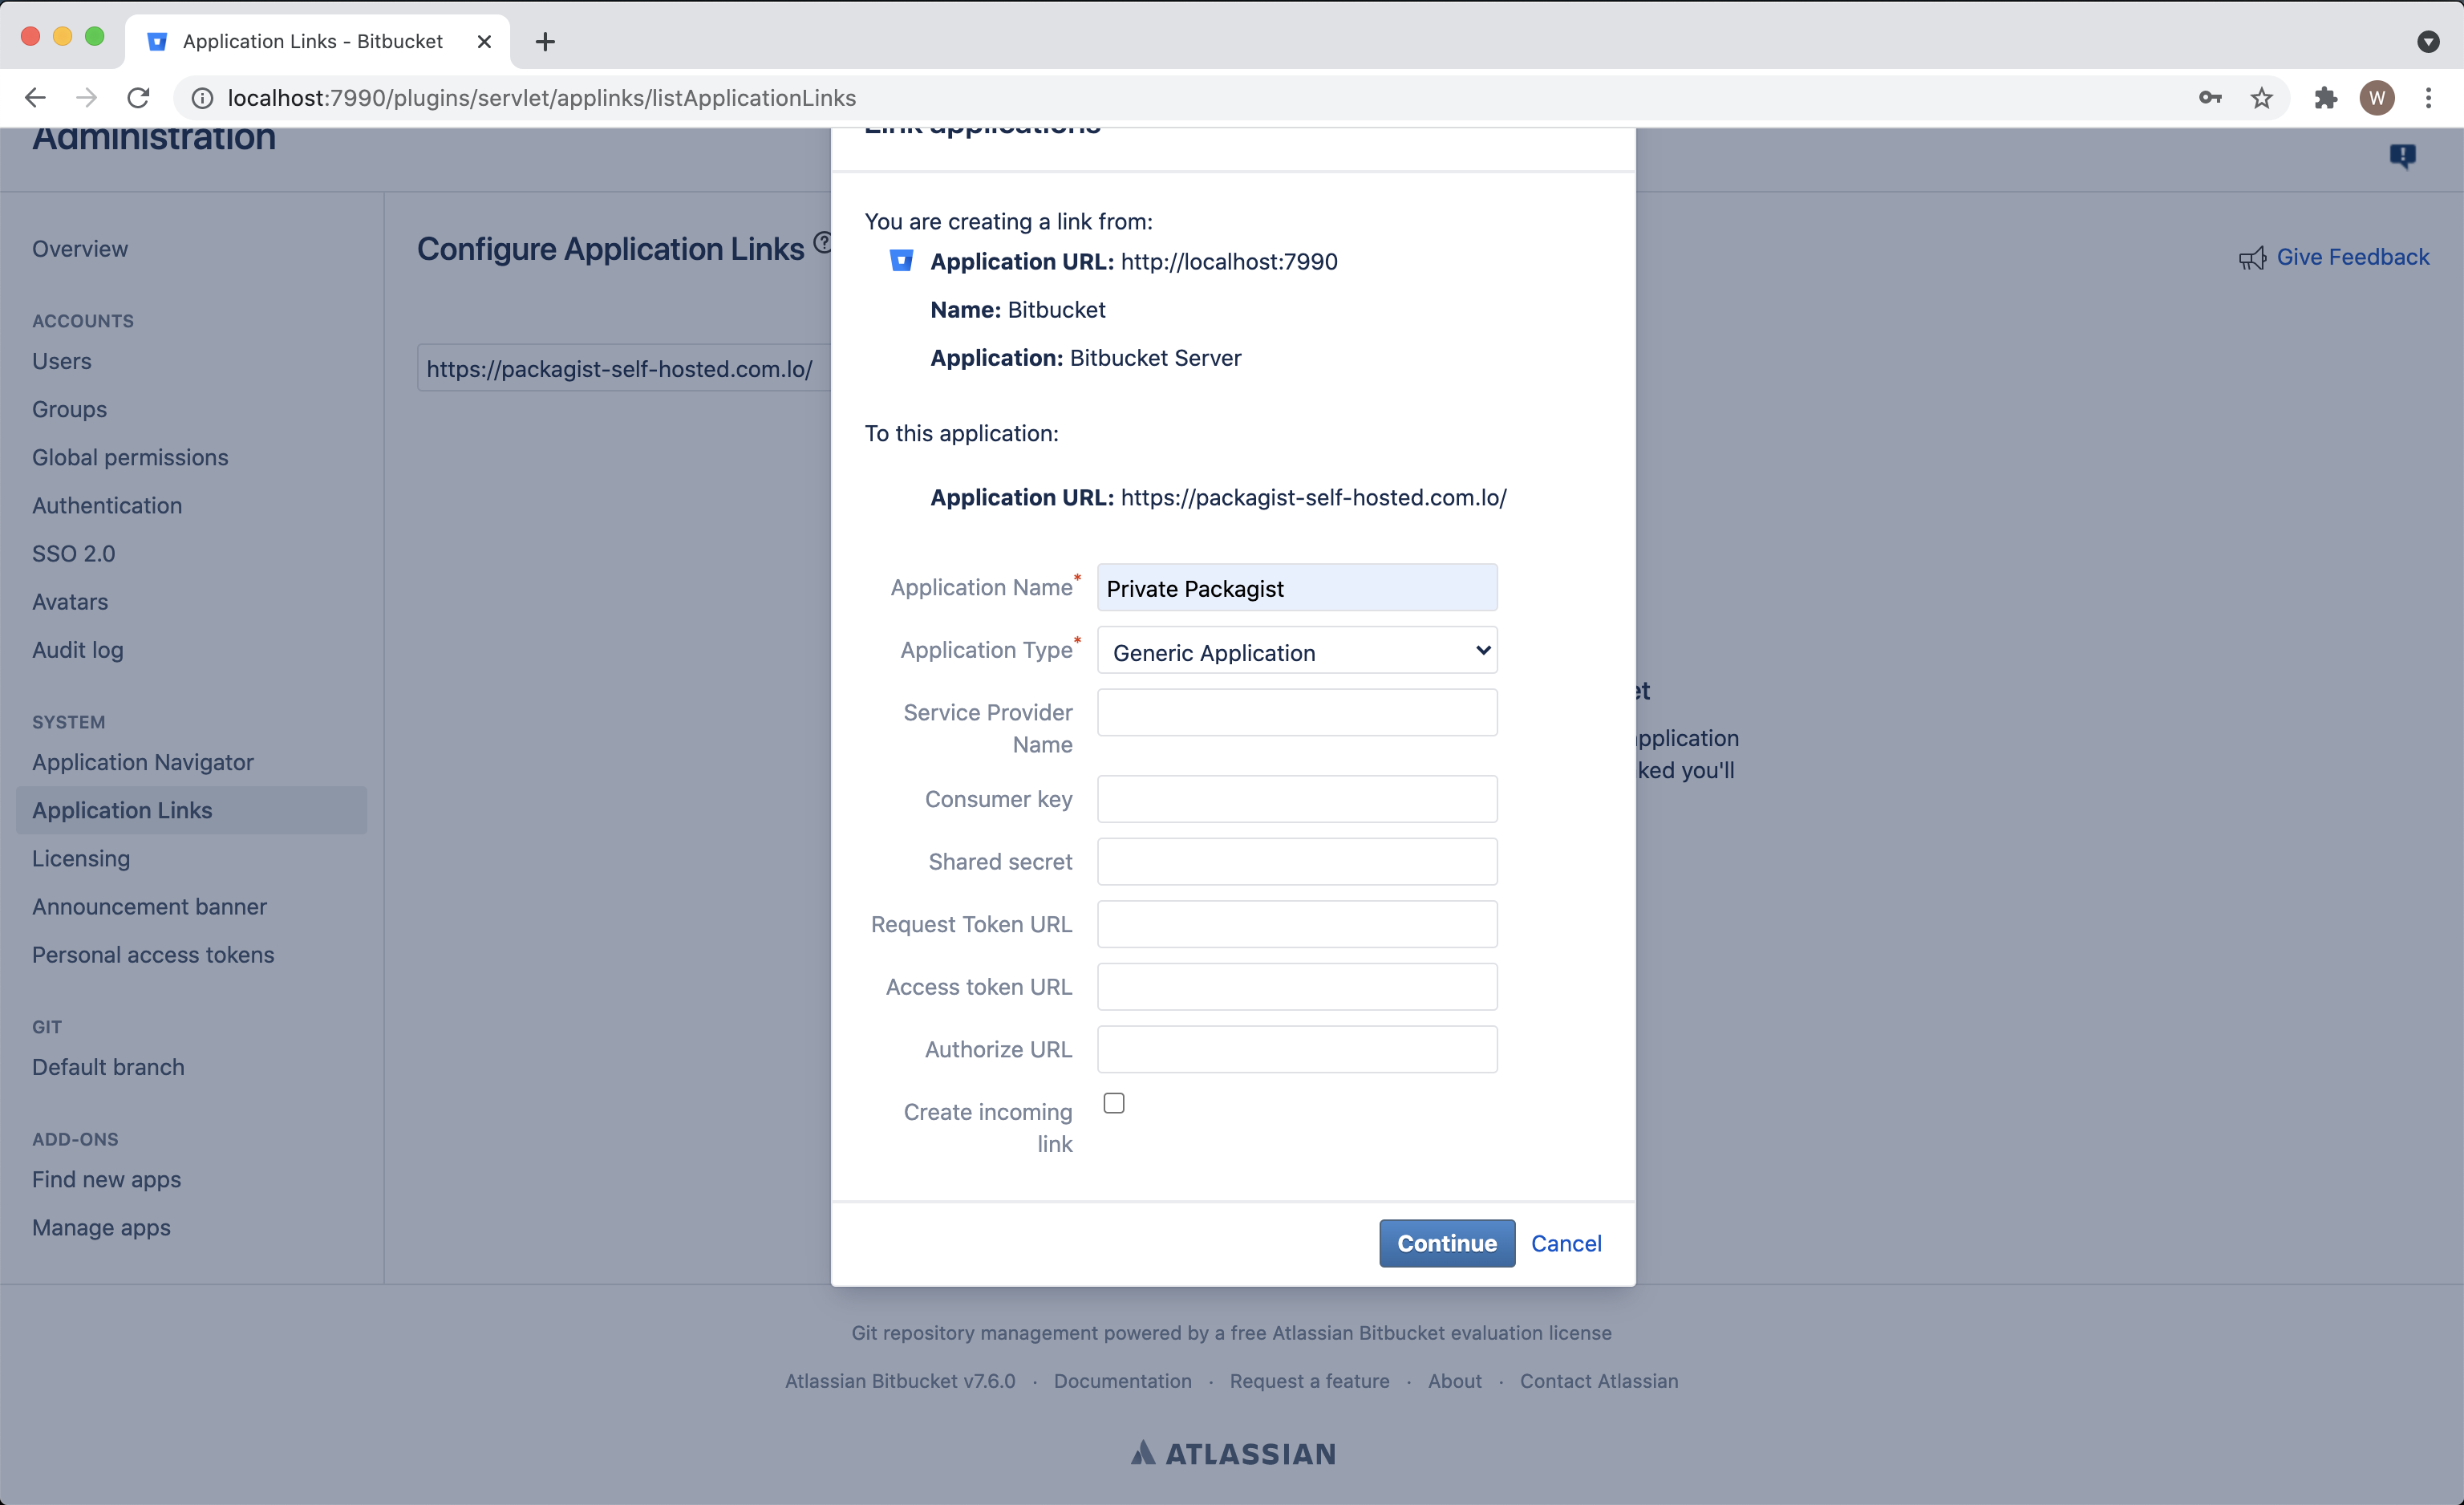 Application Links - Bitbucket
localhost:7990/plugins/servlet/applinks/listApplicationLinks
W
Administration
Link applications
Overview
ACCOUNTS
Users
Groups
Global permissions
Authentication
SSO 2.0
Avatars
Audit log
SYSTEM
Application Navigator
Application Links
Licensing
Announcement banner
Personal access tokens
GIT
Default branch
ADD-ONS
Find new apps
Manage apps
Configure Application Links
https://packagist-self-hosted.com.lo/
Give Feedback
You are creating a link from:
Application URL: http://localhost:7990
Name: Bitbucket
Application: Bitbucket Server
To this application:
Application URL: https://packagist-self-hosted.com.lo/
Application Name* Private Packagist
Application Type* Generic Application
Service Provider
Name
Consumer key
Shared secret
Request Token URL
Access token URL
Authorize URL
Create incoming
link
Continue Cancel
et
pplication
ked you'll
Git repository management powered by a free Atlassian Bitbucket evaluation license
Atlassian Bitbucket v7.6.0 · Documentation · Request a feature · About · Contact Atlassian
ATLASSIAN